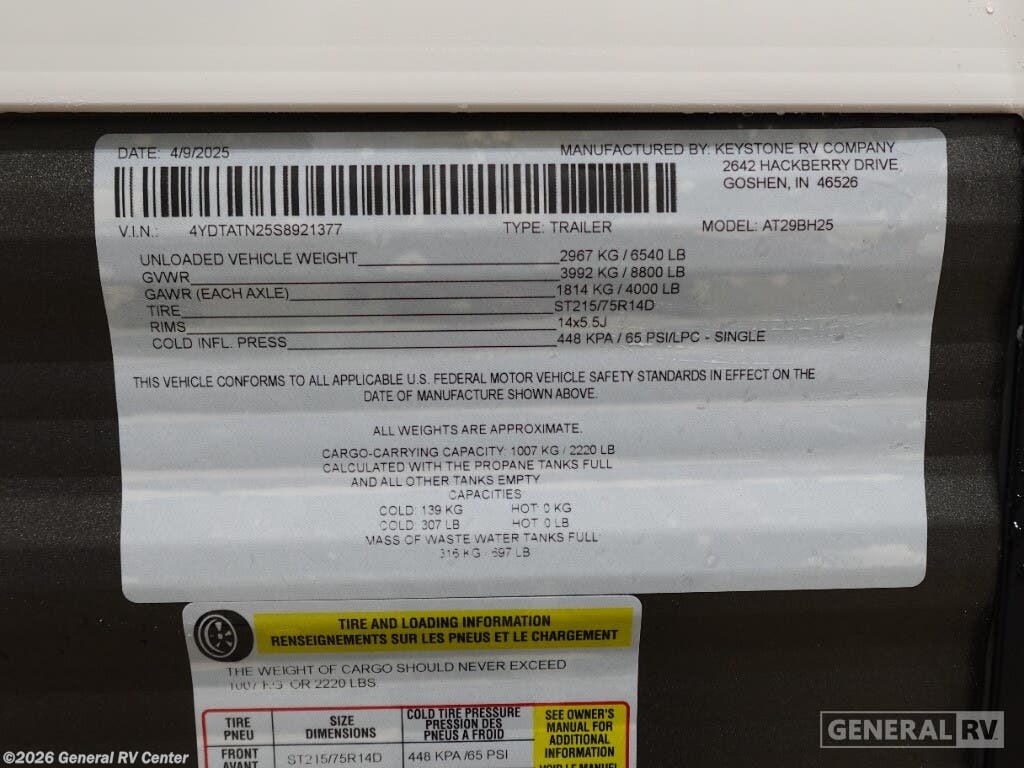 DATE: 4/9/2025
MANUFACTURED BY: KEYSTONE RV COMPANY
2642 HACKBERRY DRIVE,
GOSHEN, IN 46526
V.I.N.: 4YDTATN25S8921377 TYPE: TRAILER MODEL: AT29BH25
UNLOADED VEHICLE WEIGHT 2967 KG / 6540 LB
GVWR 3992 KG / 8800 LB
GAWR (EACH AXLE) 1814 KG / 4000 LB
TIRE ST215/75R14D
RIMS 14x5.5J
COLD INFL. PRESS 448 KPA / 65 PSI/LPC - SINGLE
THIS VEHICLE CONFORMS TO ALL APPLICABLE U.S. FEDERAL MOTOR VEHICLE SAFETY STANDARDS IN EFFECT ON THE
DATE OF MANUFACTURE SHOWN ABOVE.
ALL WEIGHTS ARE APPROXIMATE.
CARGO-CARRYING CAPACITY: 1007 KG / 2220 LB
CALCULATED WITH THE PROPANE TANKS FULL
AND ALL OTHER TANKS EMPTY
CAPACITIES
COLD: 139 KG HOT: 0 KG
COLD: 307 LB HOT: 0 LB
MASS OF WASTE WATER TANKS FULL:
316 KG - 697 LB
TIRE AND LOADING INFORMATION
RENSEIGNEMENTS SUR LES PNEUS ET LE CHARGEMENT
THE WEIGHT OF CARGO SHOULD NEVER EXCEED
1007 KG OR 2220 LBS
TIRE
PNEU
SIZE
DIMENSIONS
COLD TIRE PRESSURE
PRESSION DES
PNEUS A FROID
SEE OWNER'S
MANUAL FOR
ADDITIONAL
INFORMATION
VOIR LE MANUEL
FRONT
AVANT
ST215/75R14D
448 KPA /65 PSI
GENERAL RV
©2026 General RV Center